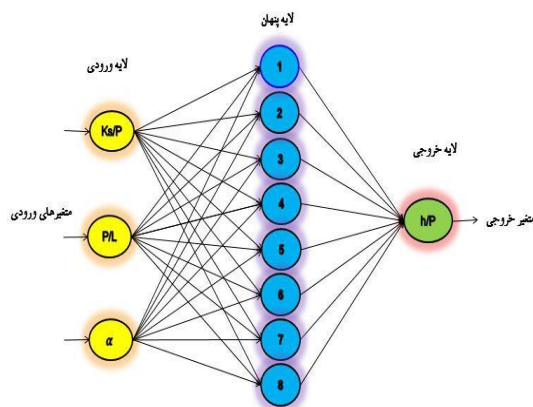 لایه پنهان
لایه ورودی
لایه خروجی
متغیرهای ورودی
متغیر خروجی
Ks/P
P/L
α
1
2
3
4
5
6
7
8
h/P